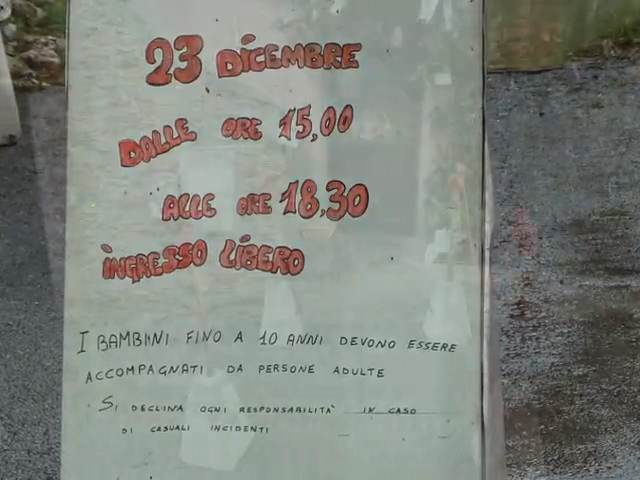 23 DICEMBRE
DALLE ORE 15,00
ALLE ORE 18,30
INGRESSO LIBERO
I BAMBINI FINO A 10 ANNI DEVONO ESSERE
ACCOMPAGNATI DA PERSONE ADULTE
SI DECLINA OGNI RESPONSABILITA' IN CASO
DI CASUALI INCIDENTI